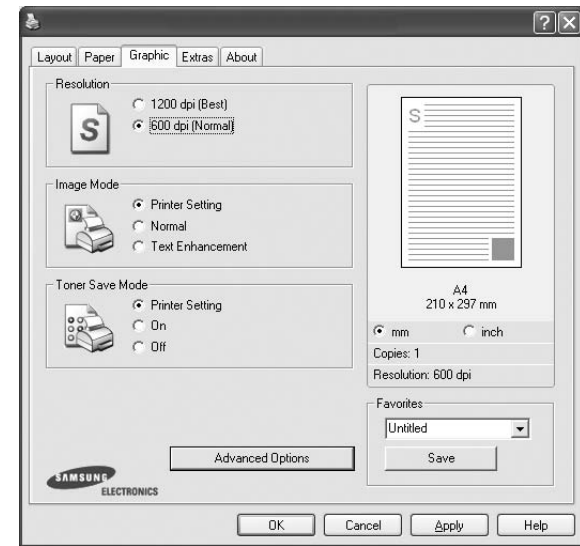 Layout Paper Graphic Extras About
Resolution
S
1200 dpi (Best)
600 dpi (Normal)
Image Mode
Printer Setting
Normal
Text Enhancement
Toner Save Mode
Printer Setting
On
Off
Advanced Options
SAMSUNG
ELECTRONICS
S
A4
210 x 297 mm
mm inch
Copies: 1
Resolution: 600 dpi
Favorites
Untitled
Save
OK Cancel Apply Help